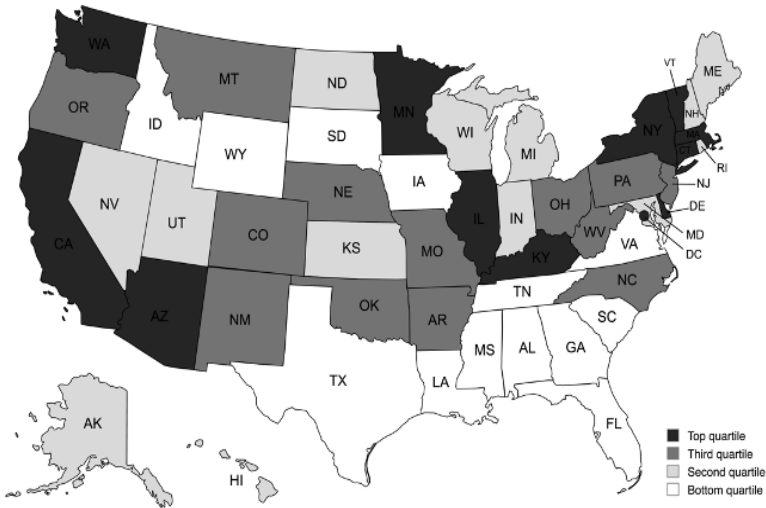 WA
MT
ND
MN
VT
ME
OR
ID
SD
WI
NH
NY
MA
WY
MI
CT
RI
IA
PA
NJ
NV
NE
IL
IN
OH
DE
UT
CO
WV
MD
CA
KS
MO
KY
VA
DC
NC
TN
AZ
NM
OK
AR
SC
MS
AL
GA
TX
LA
FL
AK
HI
Top quartile
Third quartile
Second quartile
Bottom quartile